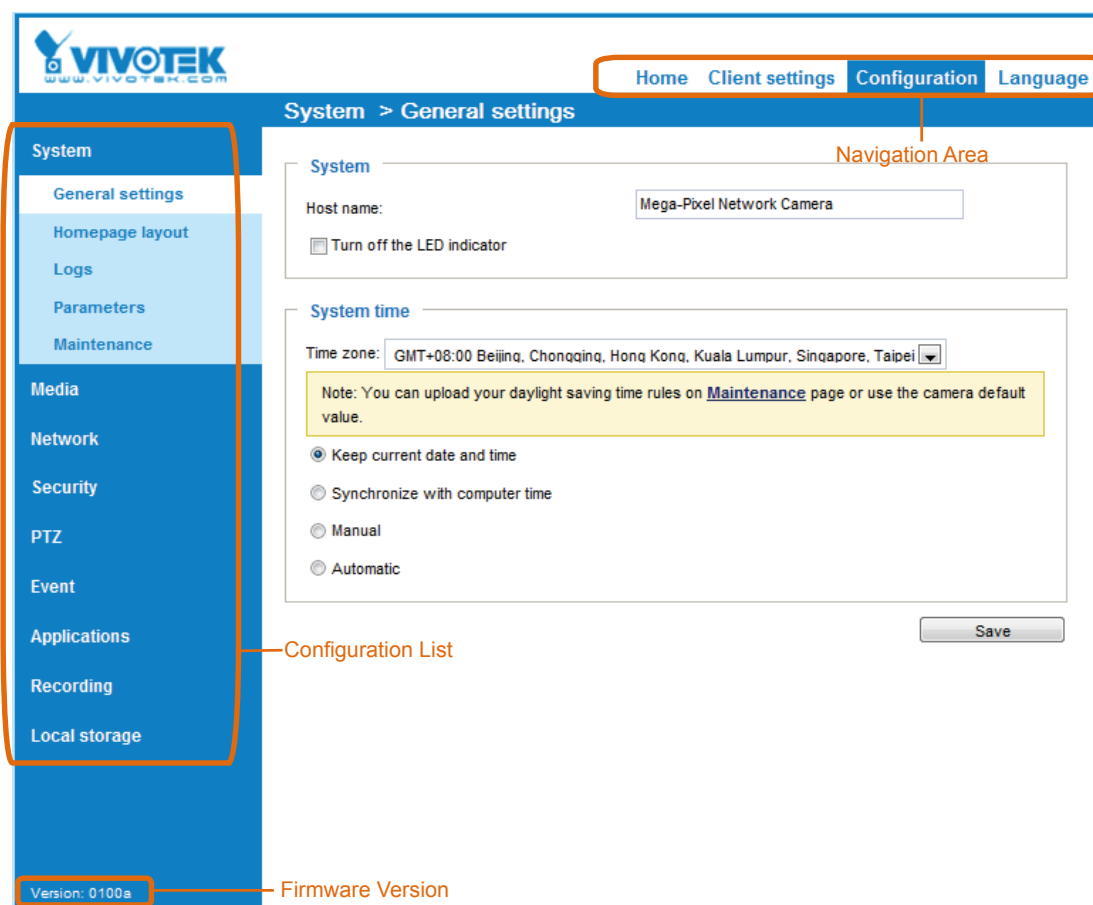 VIVOTEK
www.vivotek.com
Home Client settings Configuration Language
System > General settings
Navigation Area
System
General settings
Homepage layout
Logs
Parameters
Maintenance
Media
Network
Security
PTZ
Event
Applications
Recording
Local storage
Version: 0100a
System
Host name: Mega-Pixel Network Camera
Turn off the LED indicator
System time
Time zone: GMT+08:00 Beijing, Chongqing, Hong Kong, Kuala Lumpur, Singapore, Taipei
Note: You can upload your daylight saving time rules on Maintenance page or use the camera default
value.
Keep current date and time
Synchronize with computer time
Manual
Automatic
Save
Configuration List
Firmware Version